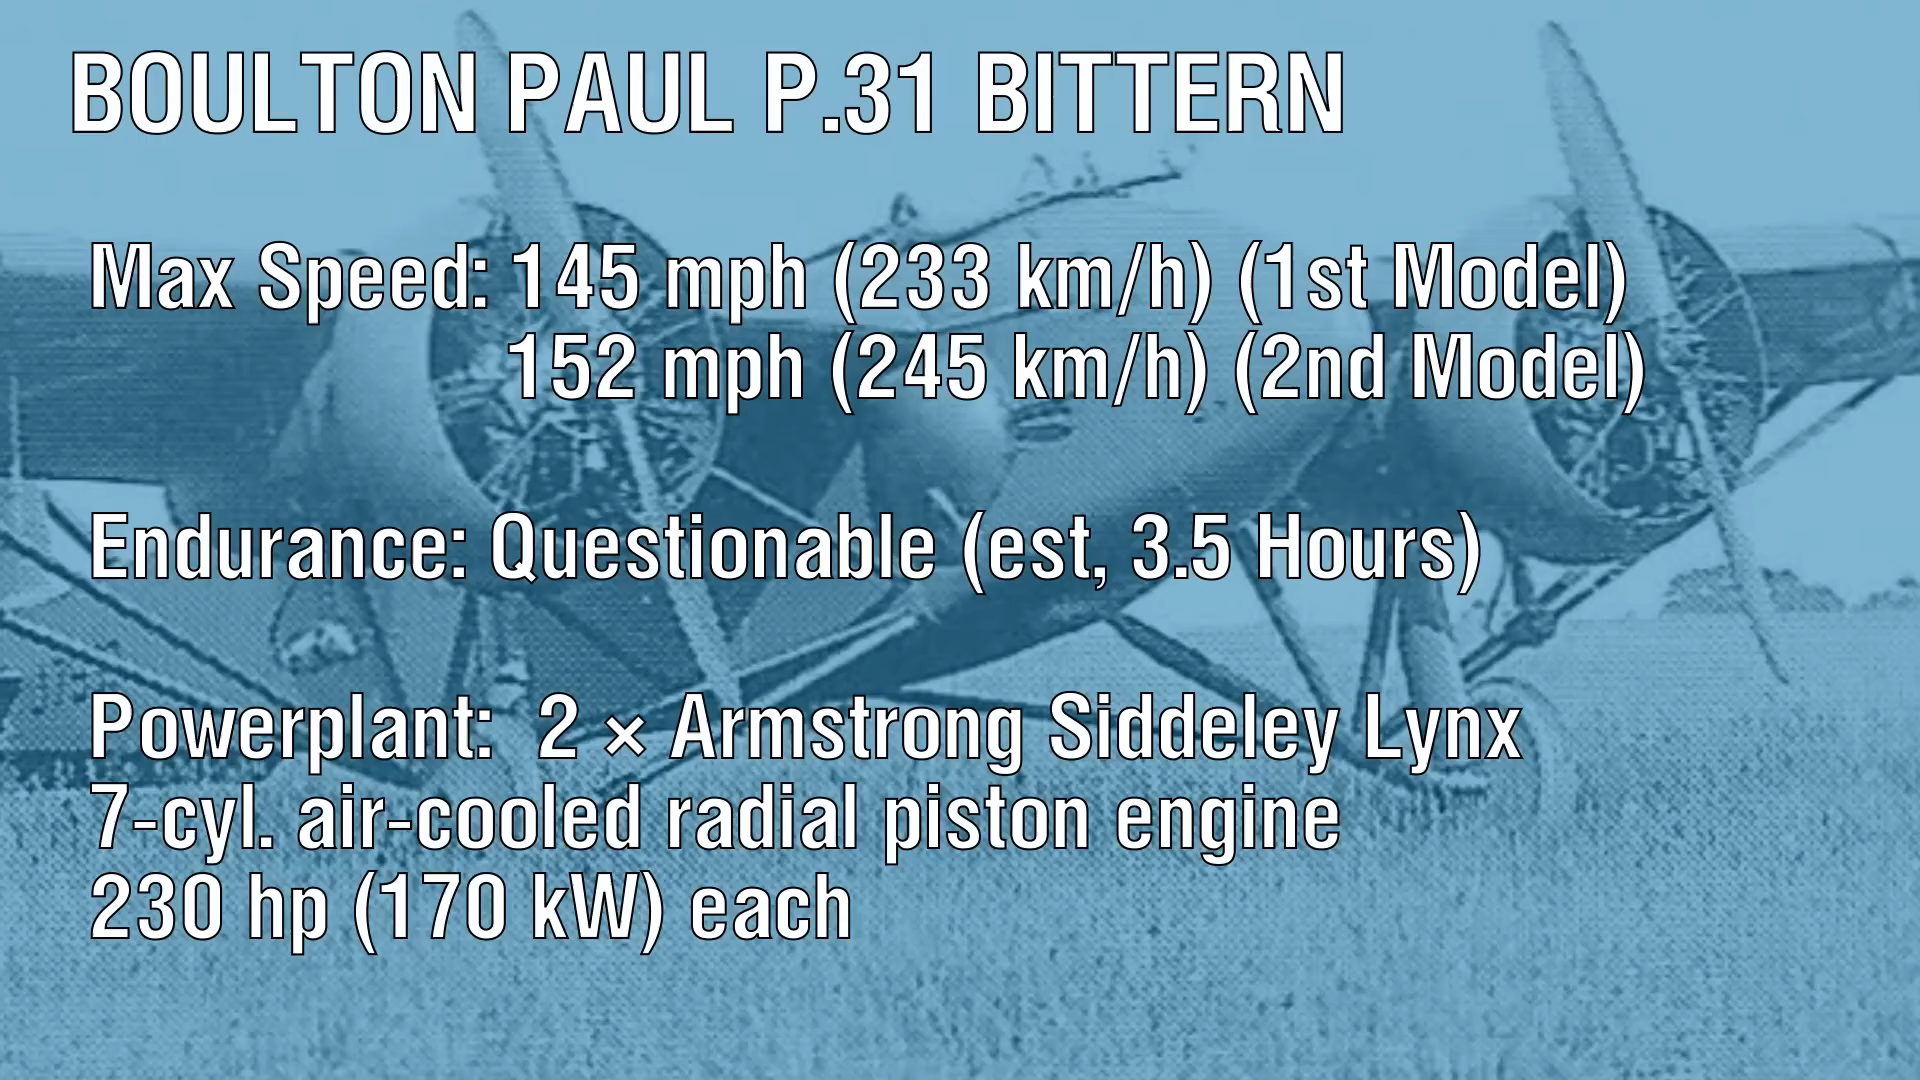 BOULTON PAUL P.31 BITTERN
Max Speed: 145 mph (233 km/h) (1st Model)
152 mph (245 km/h) (2nd Model)
Endurance: Questionable (est, 3.5 Hours)
Powerplant: 2 × Armstrong Siddeley Lynx
7-cyl. air-cooled radial piston engine
230 hp (170 kW) each